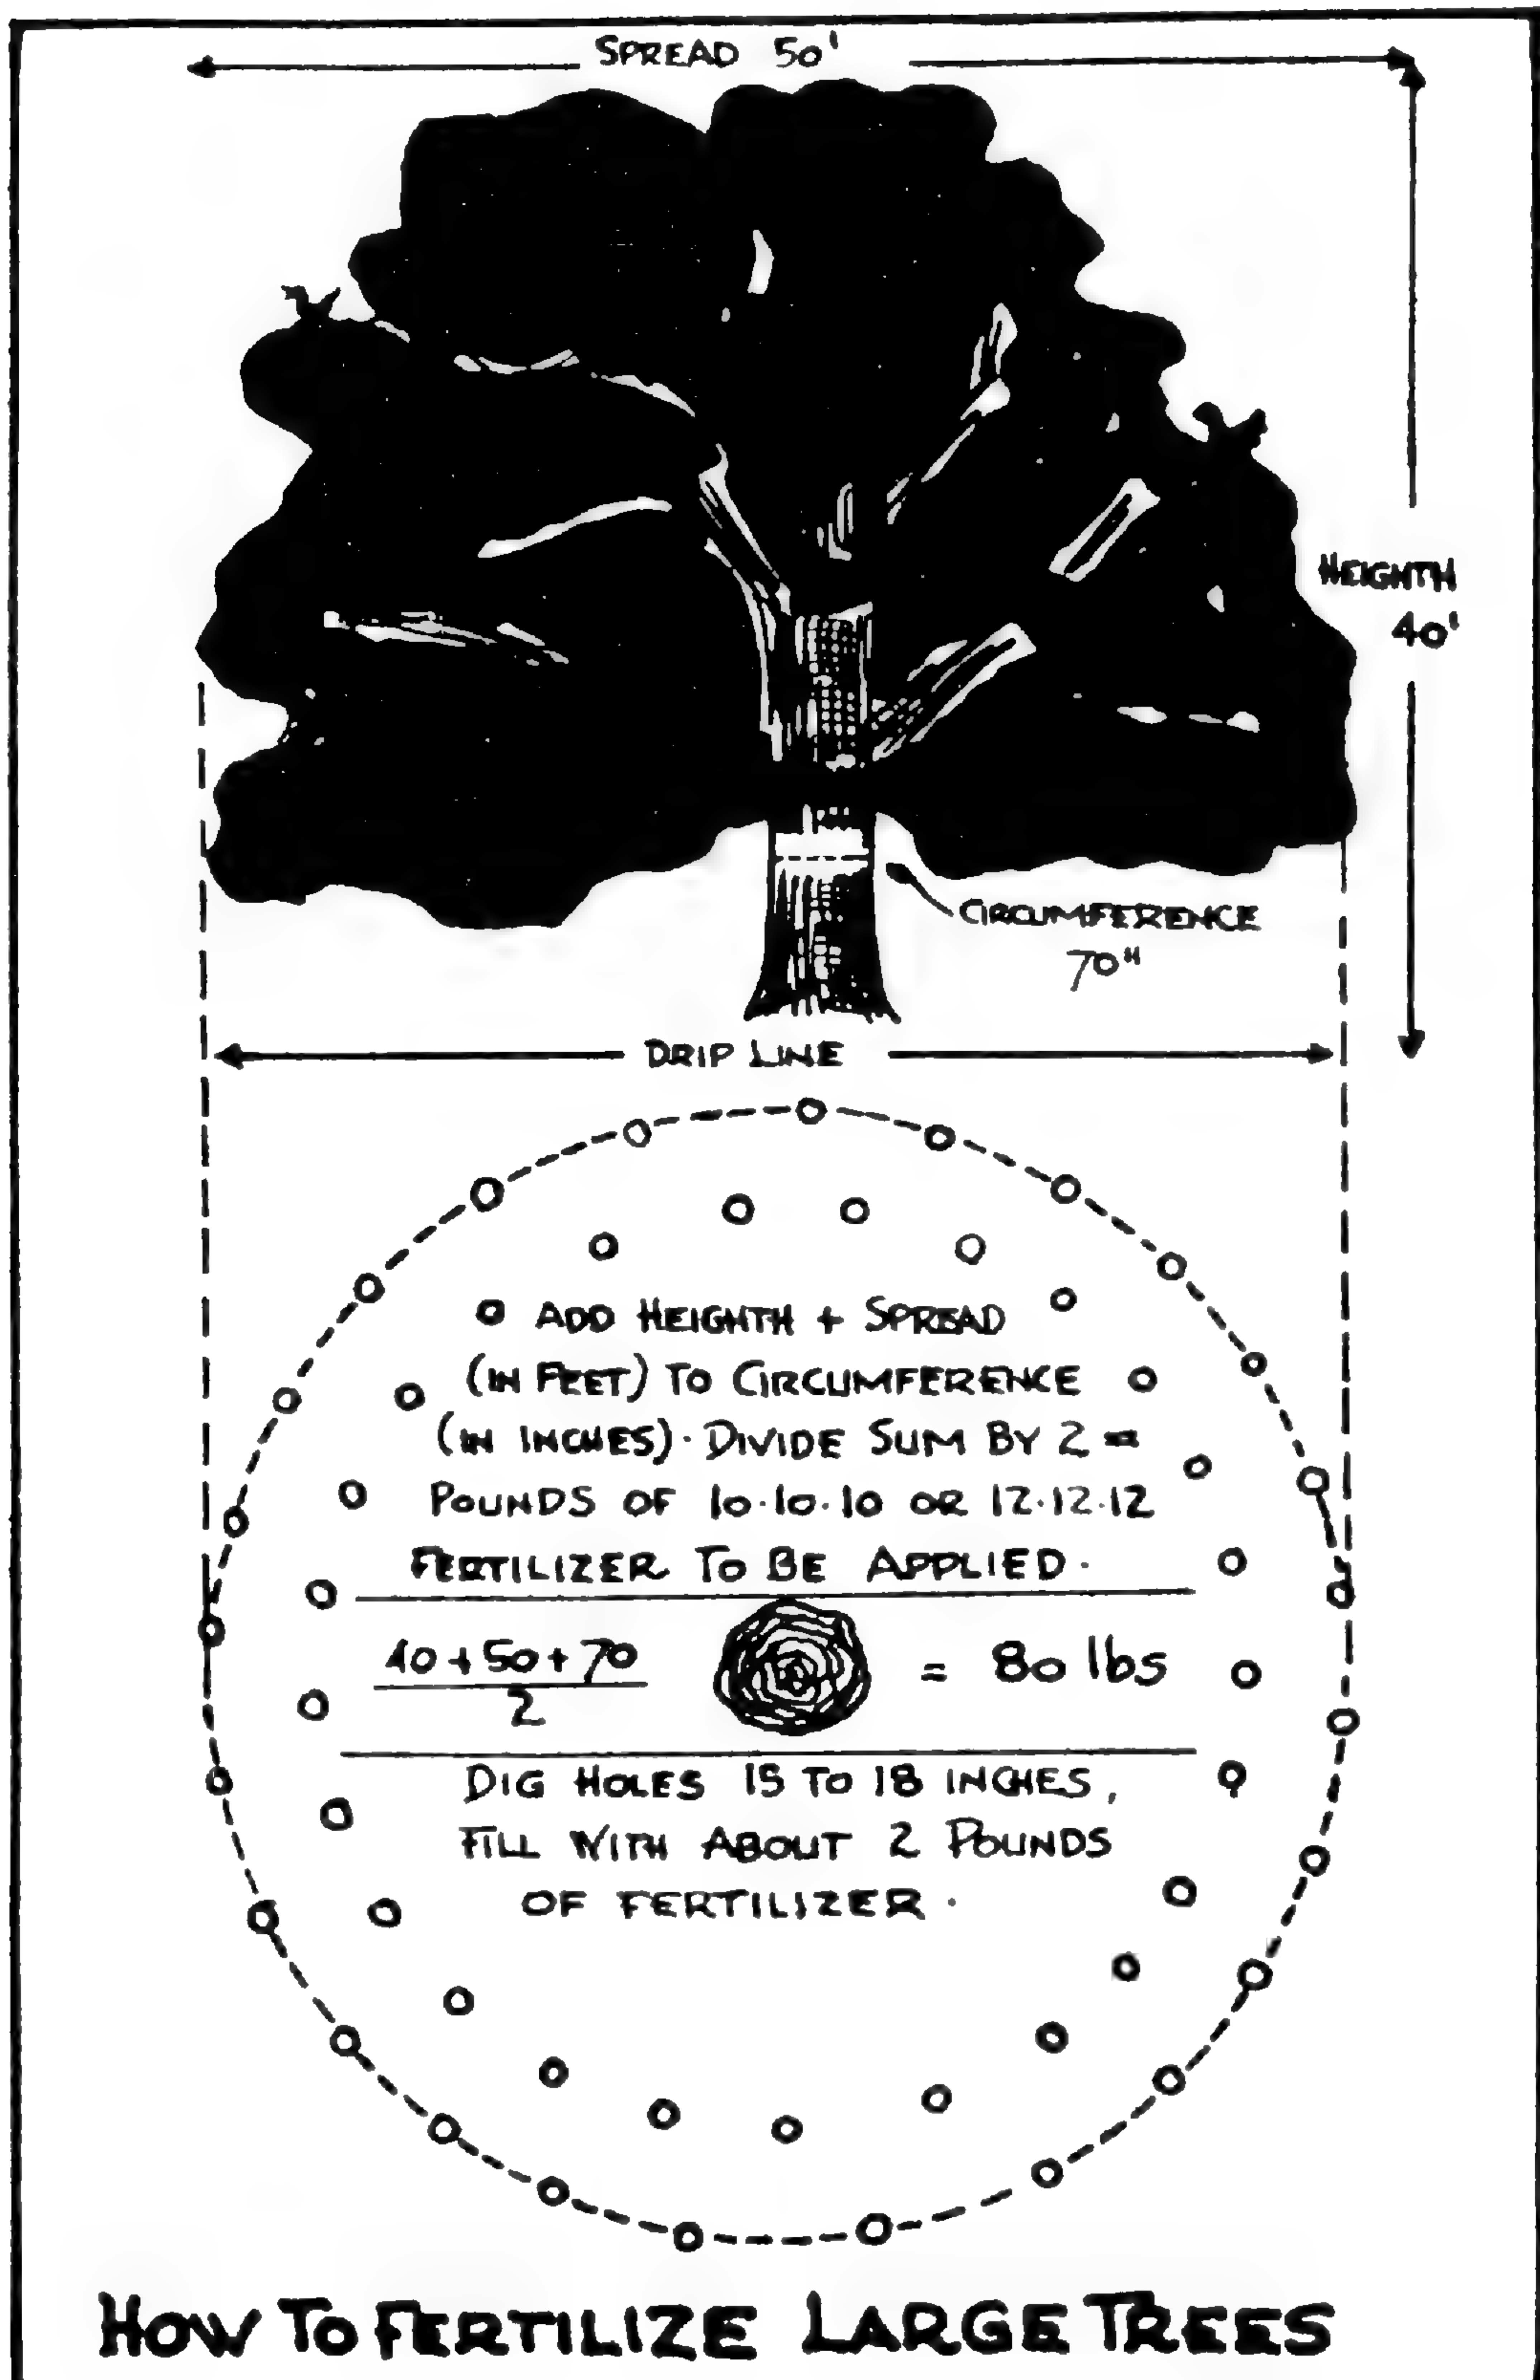 SPREAD 50'
HEIGHTH
40'
CIRCUMFERENCE
70"
DRIP LINE
ADD HEIGHTH + SPREAD
(IN FEET) TO CIRCUMFERENCE
(IN INCHES). DIVIDE SUM BY 2 =
POUNDS OF 10.10.10 OR 12.12.12
FERTILIZER TO BE APPLIED.
40+50+70
2
= 80 lbs
DIG HOLES 15 TO 18 INCHES,
FILL WITH ABOUT 2 POUNDS
OF FERTILIZER.
HOW TO FERTILIZE LARGE TREES